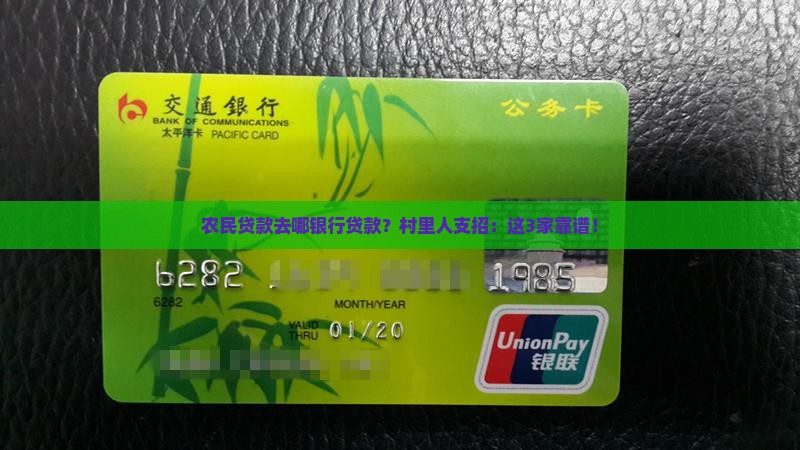 交通銀行
BANK OF COMMUNICATIONS
太平洋卡 PACIFIC CARD
公务卡
农民贷款去哪银行贷款？村里人支招：这3家靠谱！
6282 1985
6282
MONTH/YEAR
VALID
THRU 01/20
UnionPay
银联